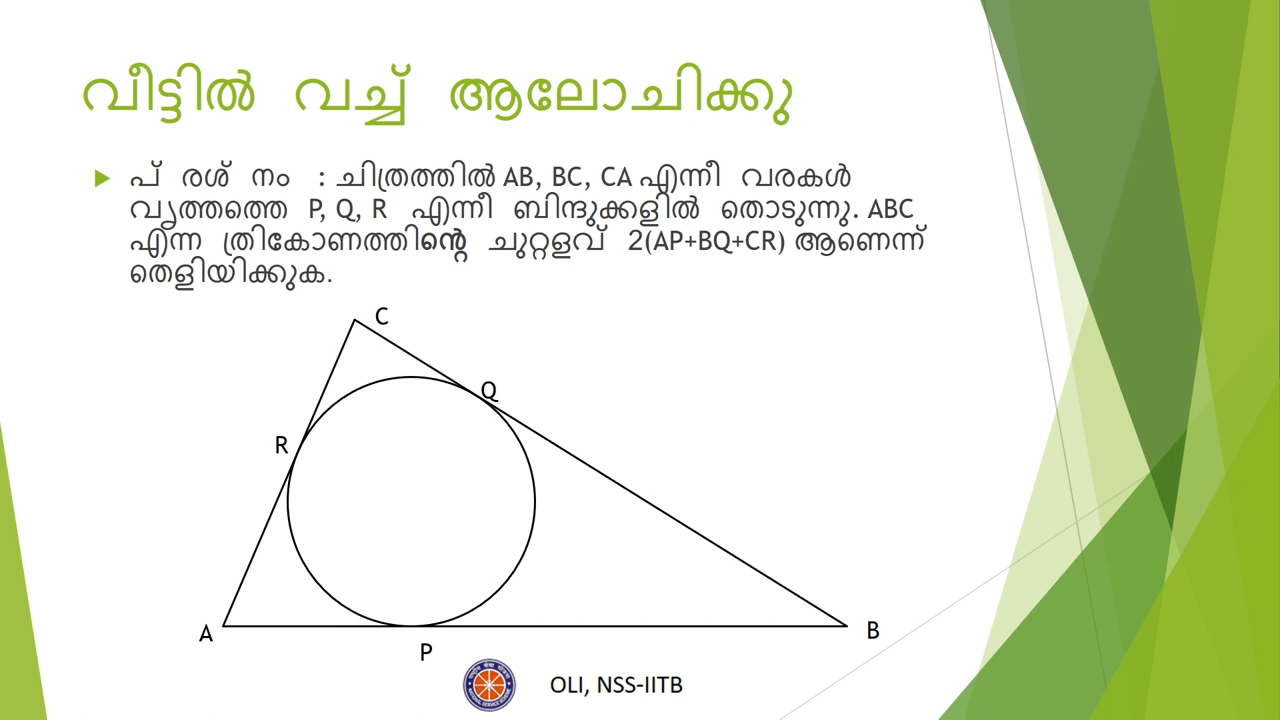 വീട്ടിൽ വച്ച് ആലോചിക്കു
പ് രശ് നം : ചിത്രത്തിൽ AB, BC, CA എന്നീ വരകൾ
വൃത്തത്തെ P, Q, R എന്നീ ബിന്ദുക്കളിൽ തൊടുന്നു. ABC
എന്ന ത്രികോണത്തിന്റെ ചുറ്റളവ് 2(AP+BQ+CR) ആണെന്ന്
തെളിയിക്കുക.
C
Q
R
A
B
P
OLI, NSS-IITB